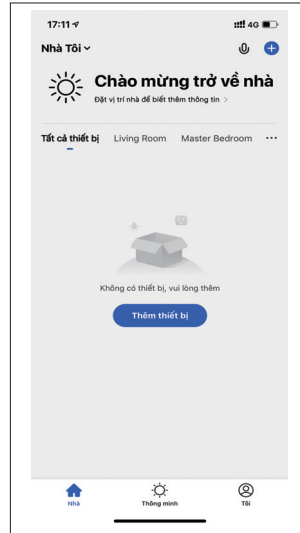 17:11
4G
Nhà Tôi
Chào mừng trở về nhà
Đặt vị trí nhà để biết thêm thông tin >
Tất cả thiết bị Living Room Master Bedroom ...
Không có thiết bị, vui lòng thêm
Thêm thiết bị
Nhà Thông minh Tôi